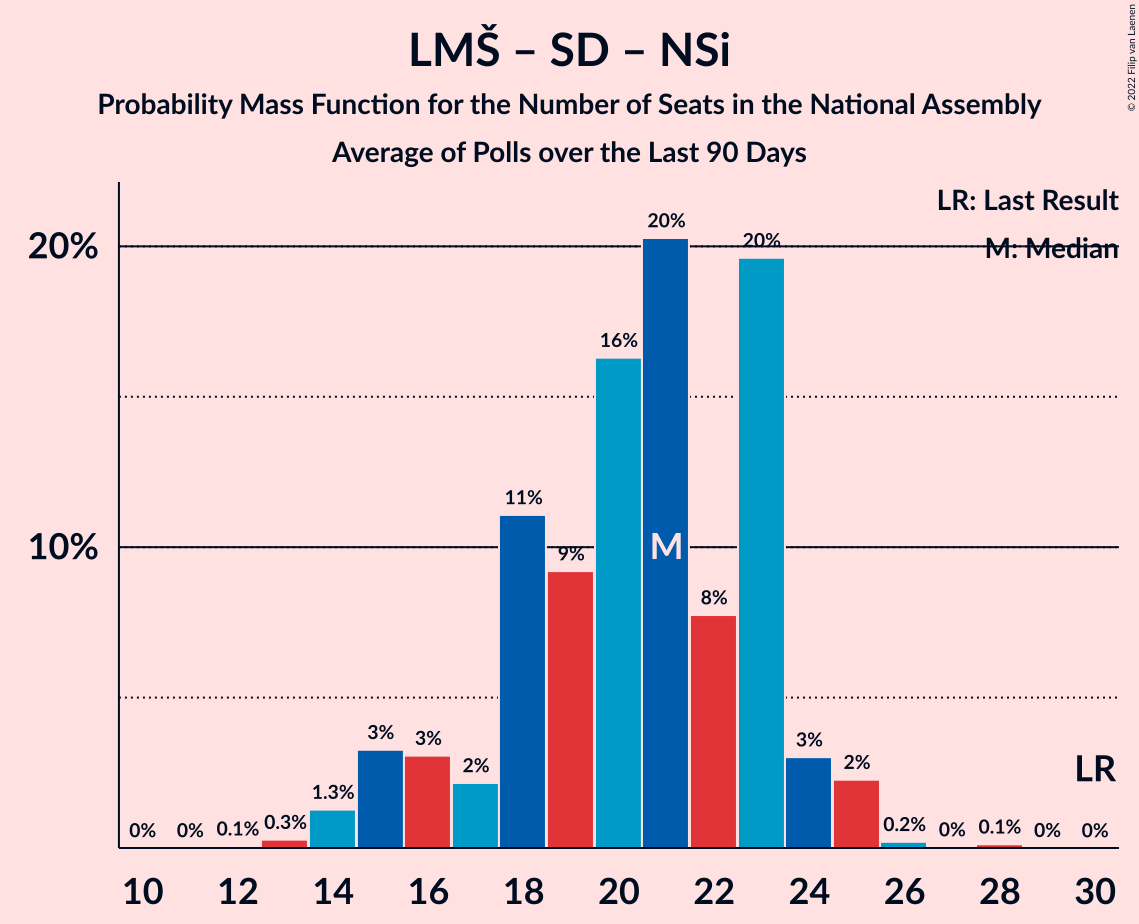 LMŠ – SD – NSi
Probability Mass Function for the Number of Seats in the National Assembly
Average of Polls over the Last 90 Days
© 2022 Filip van Laenen
LR: Last Result
M: Median
20%
10%
0%
0%
0.1%
0.3%
1.3%
3%
3%
2%
11%
9%
16%
20%
M
8%
20%
3%
2%
0.2%
0%
0.1%
0%
0%
LR
10 12 14 16 18 20 22 24 26 28 30